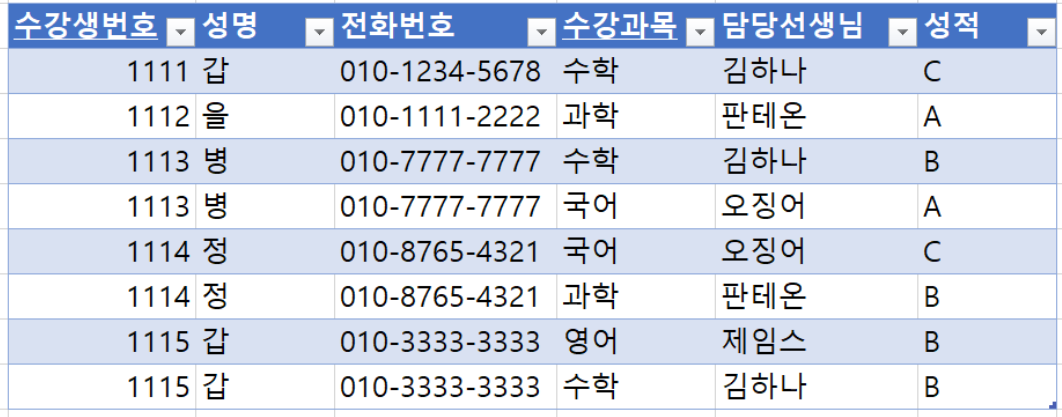 수강생번호 성명 전화번호 수강과목 담당선생님 성적
1111 갑 010-1234-5678 수학 김하나 C
1112 을 010-1111-2222 과학 판테온 A
1113 병 010-7777-7777 수학 김하나 B
1113 병 010-7777-7777 국어 오징어 A
1114 정 010-8765-4321 국어 오징어 C
1114 정 010-8765-4321 과학 판테온 B
1115 갑 010-3333-3333 영어 제임스 B
1115 갑 010-3333-3333 수학 김하나 B